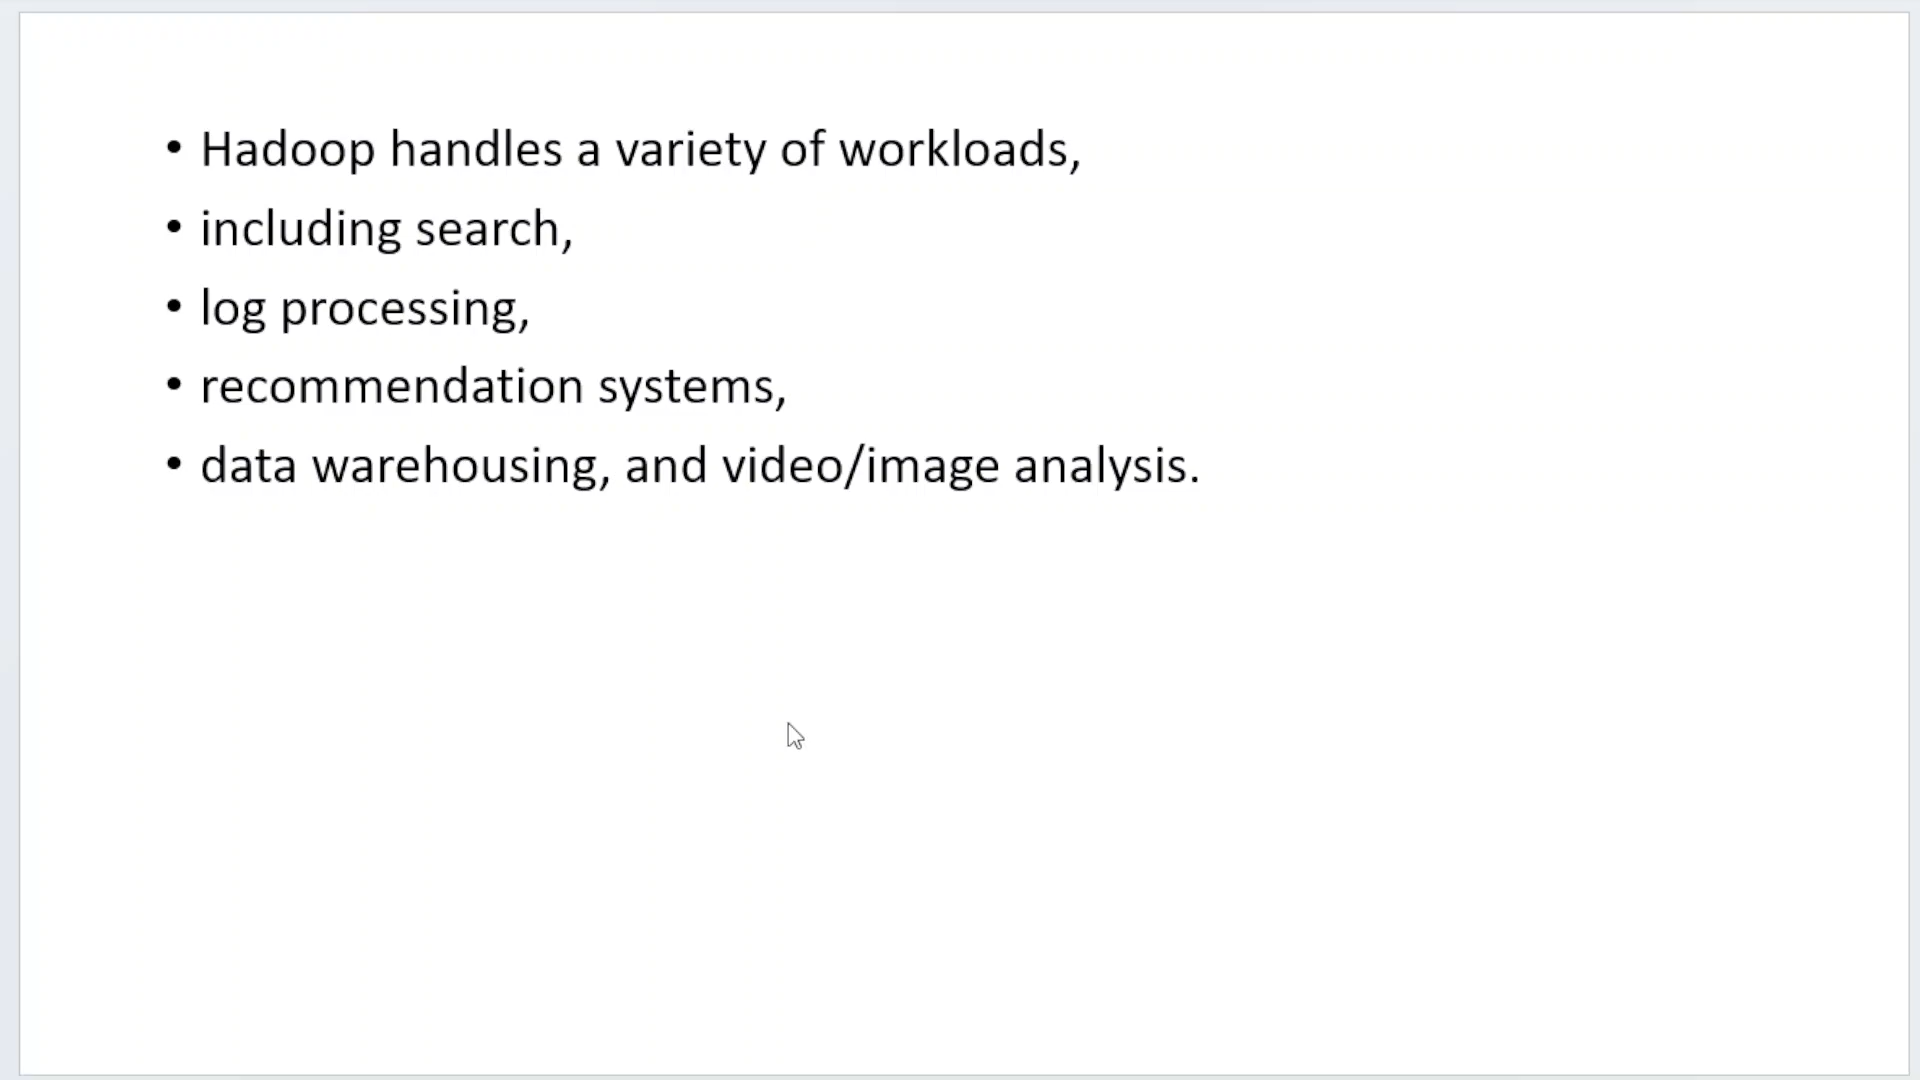 • Hadoop handles a variety of workloads,
• including search,
• log processing,
• recommendation systems,
• data warehousing, and video/image analysis.